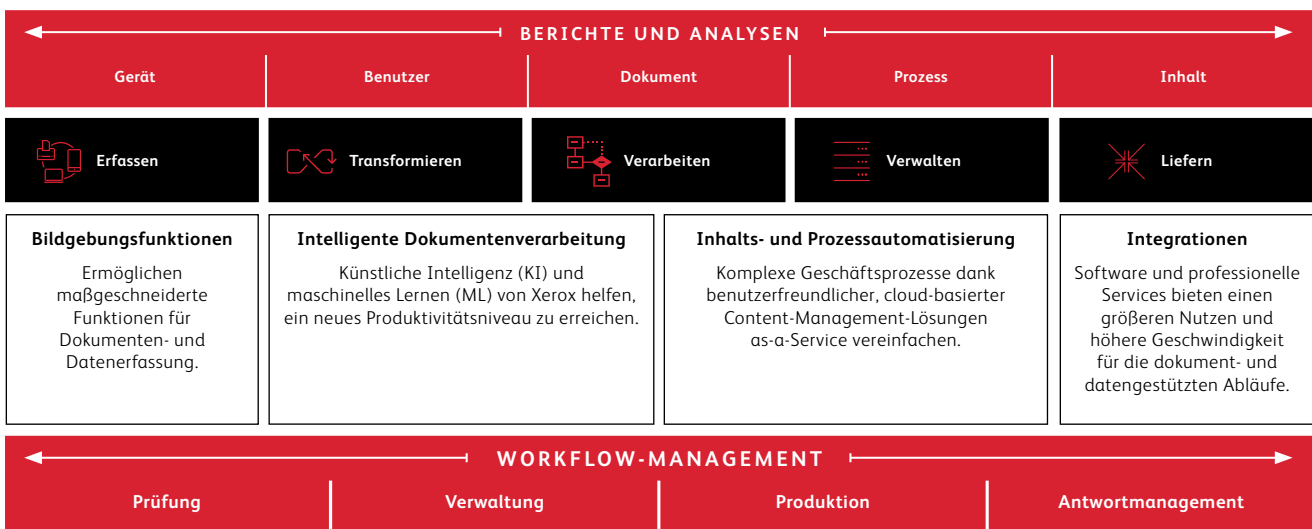 BERICHTE UND ANALYSEN
Gerät
Benutzer
Dokument
Prozess
Inhalt
Erfassen
Transformieren
Verarbeiten
Verwalten
Liefern
Bildgebungsfunktionen
Ermöglichen
maßgeschneiderte
Funktionen für
Dokumenten- und
Datenerfassung.
Intelligente Dokumentenverarbeitung
Künstliche Intelligenz (KI) und
maschinelles Lernen (ML) von Xerox helfen,
ein neues Produktivitätsniveau zu erreichen.
Inhalts- und Prozessautomatisierung
Komplexe Geschäftsprozesse dank
benutzerfreundlicher, cloud-basierter
Content-Management-Lösungen
as-a-Service vereinfachen.
Integrationen
Software und professionelle
Services bieten einen
größeren Nutzen und
höhere Geschwindigkeit
für die dokument- und
datengestützten Abläufe.
WORKFLOW-MANAGEMENT
Prüfung
Verwaltung
Produktion
Antwortmanagement